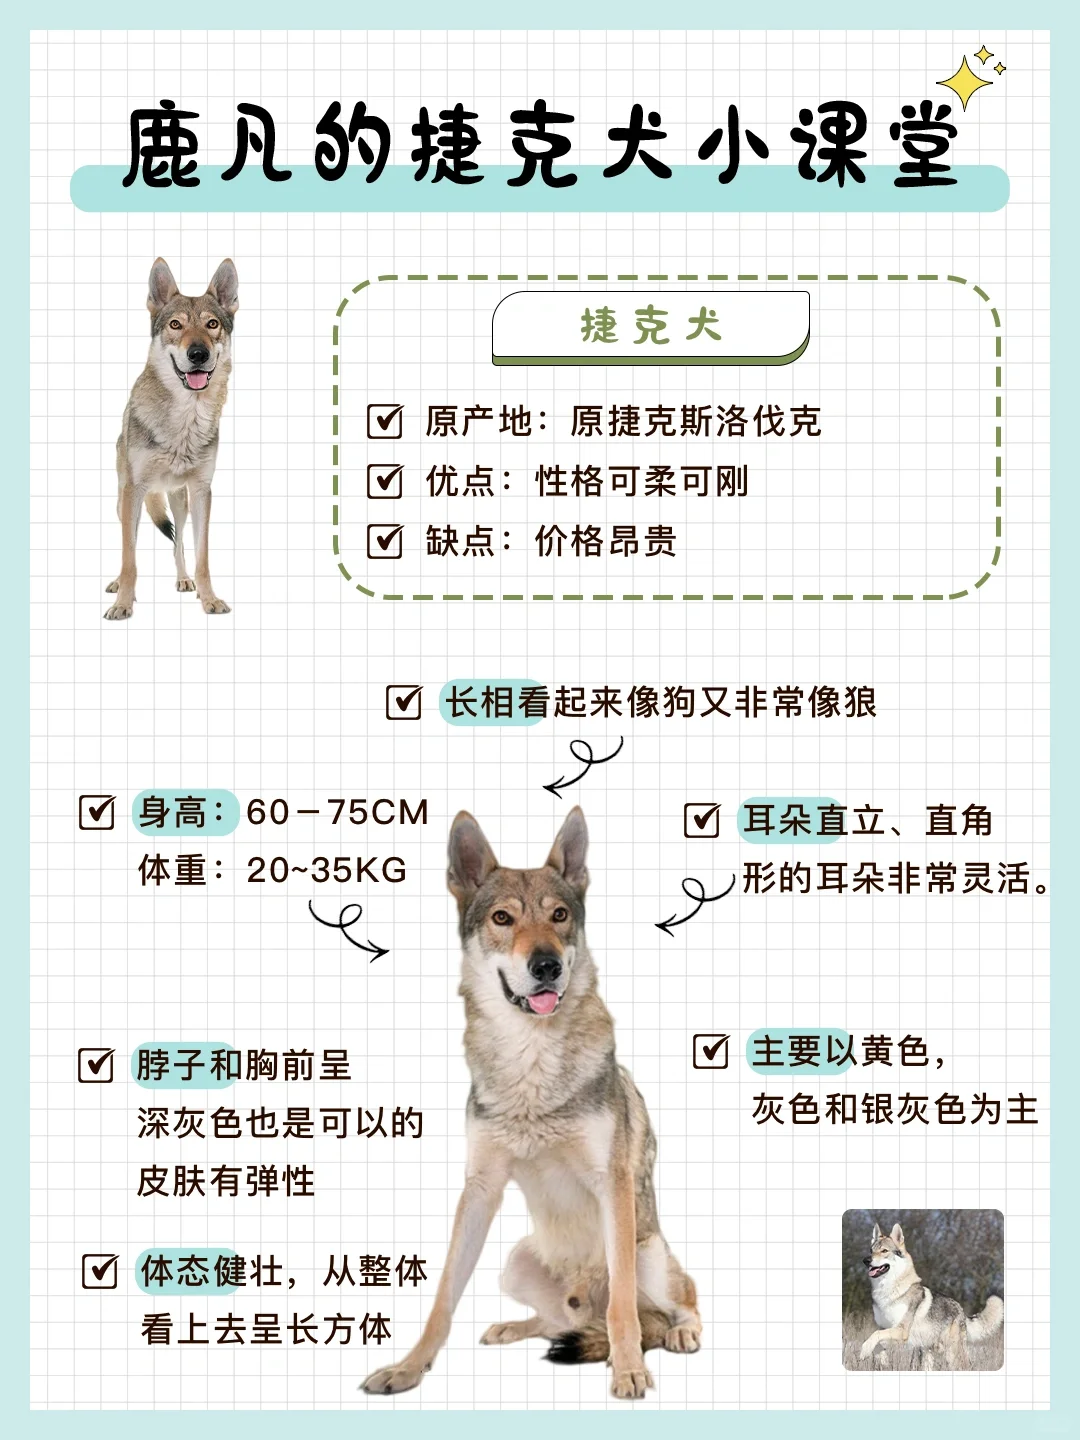 鹿凡的捷克犬小课堂
捷克犬
原产地：原捷克斯洛伐克
优点：性格可柔可刚
缺点：价格昂贵
长相看起来像狗又非常像狼
身高：60－75CM
体重：20~35KG
耳朵直立、直角
形的耳朵非常灵活。
脖子和胸前呈
深灰色也是可以的
皮肤有弹性
主要以黄色，
灰色和银灰色为主
体态健壮，从整体
看上去呈长方体